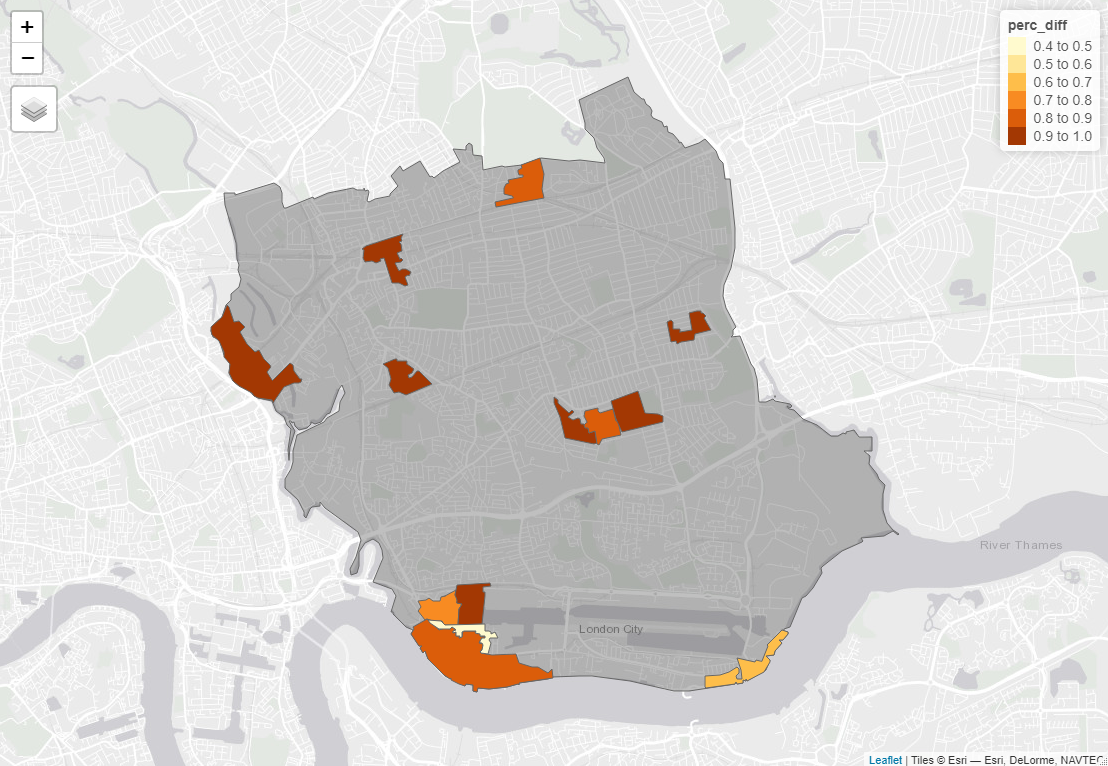 +
−
perc_diff
0.4 to 0.5
0.5 to 0.6
0.6 to 0.7
0.7 to 0.8
0.8 to 0.9
0.9 to 1.0
River Thames
London City
Leaflet | Tiles © Esri — Esri, DeLorme, NAVTEQ